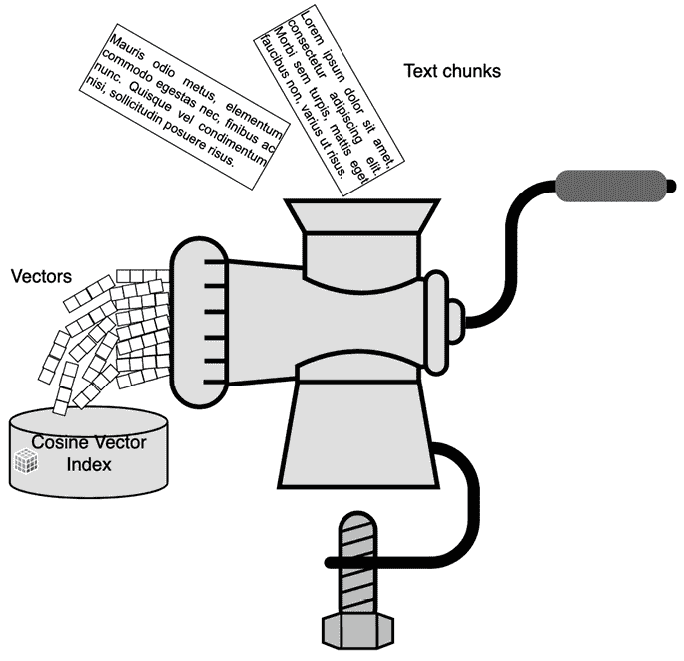 Mauris odio metus, elementum
commodo egestas nec, finibus ac
nunc. Quisque vel condimentum
nisi, sollicitudin posuere risus.
Lorem ipsum dolor sit amet,
consectetur adipiscing elit.
Morbi sem turpis, mattis eget
faucibus non, varius ut risus.
Text chunks
Vectors
Cosine Vector
Index